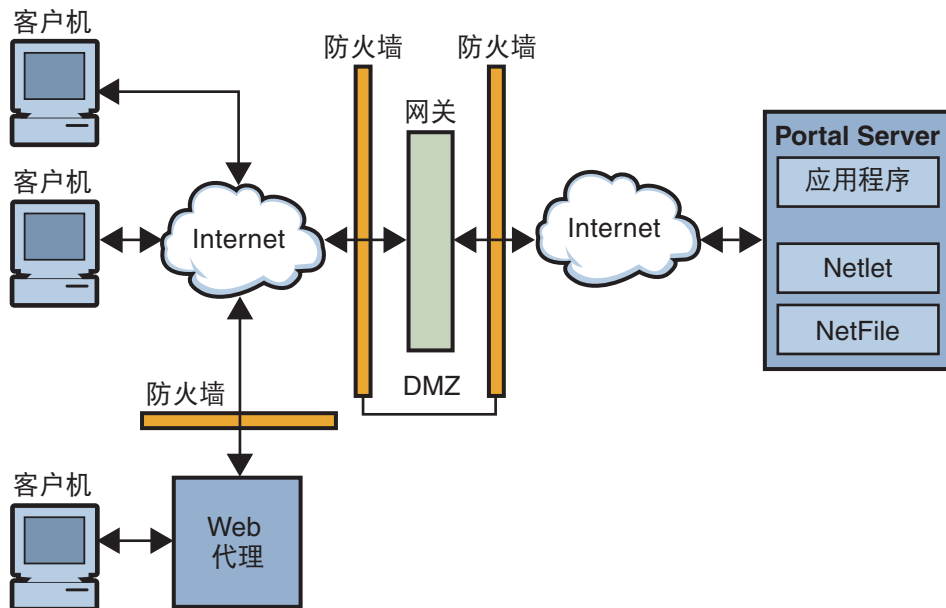 客户机
防火墙
防火墙
网关
Portal Server
应用程序
客户机
Internet
Internet
Netlet
NetFile
防火墙
DMZ
客户机
Web
代理